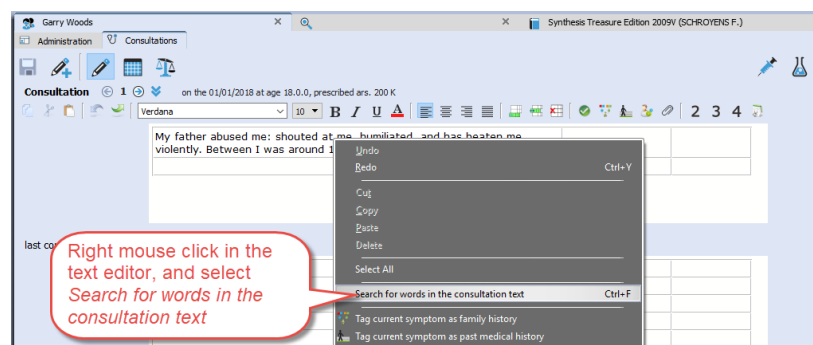 Garry Woods
Synthesis Treasure Edition 2009V (SCHROYENS F.)
Administration Consultations
Consultation 1 on the 01/01/2018 at age 18.0.0, prescribed ars. 200 K
Verdana 10 B I U A 2 3 4
My father abused me: shouted at me, humiliated, and has beaten me
violently. Between I was around 1
Undo
Redo Ctrl+Y
Cut
Copy
Paste
Delete
last co
Select All
Search for words in the consultation text Ctrl+F
Tag current symptom as family history
Tag current symptom as past medical history
Right mouse click in the
text editor, and select
Search for words in the
consultation text